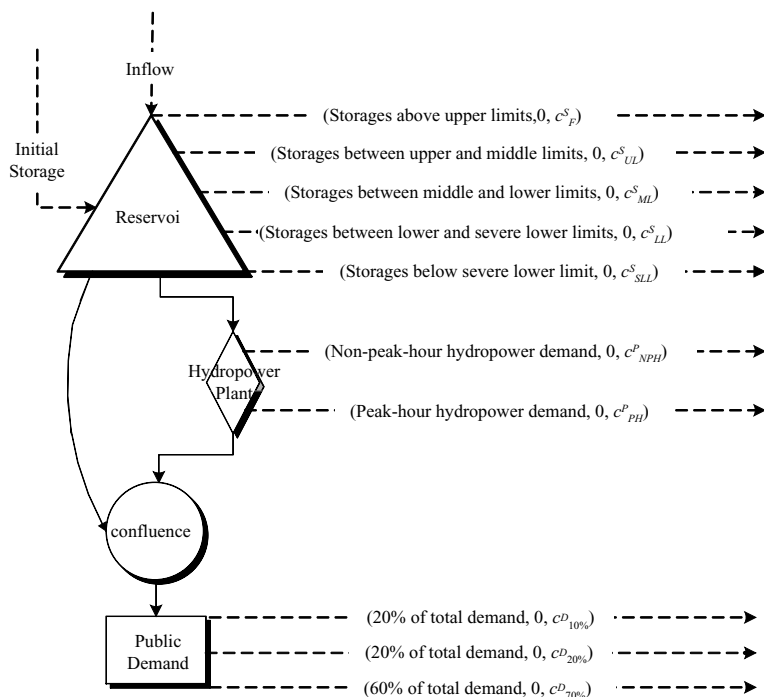 Inflow
(Storages above upper limits,0, c^S_F)
Initial
Storage
(Storages between upper and middle limits, 0, c^S_UL)
(Storages between middle and lower limits, 0, c^S_ML)
Reservoi
(Storages between lower and severe lower limits, 0, c^S_LL)
(Storages below severe lower limit, 0, c^S_SLL)
(Non-peak-hour hydropower demand, 0, c^P_NPH)
Hydropower
Plant
(Peak-hour hydropower demand, 0, c^P_PH)
confluence
(20% of total demand, 0, c^D_10%)
Public
Demand
(20% of total demand, 0, c^D_20%)
(60% of total demand, 0, c^D_70%)